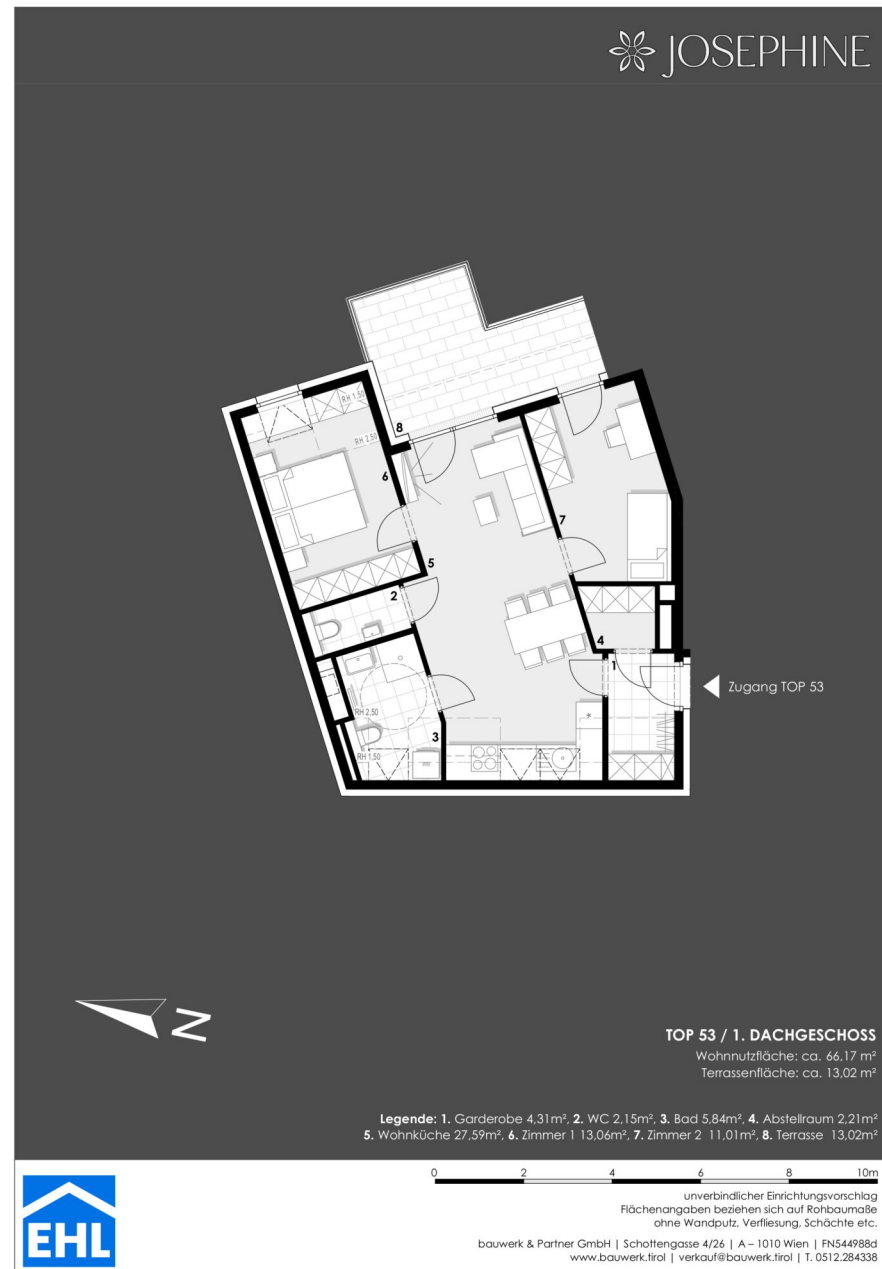 JOSEPHINE
RH 1,50
RH 2,50
8
6
7
5
2
4
1
Zugang TOP 53
RH 2,50
3
RH 1,50
N
TOP 53 / 1. DACHGESCHOSS
Wohnnutzfläche: ca. 66,17 m²
Terrassenfläche: ca. 13,02 m²
Legende: 1. Garderobe 4,31m², 2. WC 2,15m², 3. Bad 5,84m², 4. Abstellraum 2,21m²
5. Wohnküche 27,59m², 6. Zimmer 1 13,06m², 7. Zimmer 2 11,01m², 8. Terrasse 13,02m²
0 2 4 6 8 10m
unverbindlicher Einrichtungsvorschlag
Flächenangaben beziehen sich auf Rohbaumaße
ohne Wandputz, Verfliesung, Schächte etc.
EHL
bauwerk & Partner GmbH | Schottengasse 4/26 | A – 1010 Wien | FN544988d
www.bauwerk.tirol | verkauf@bauwerk.tirol | T. 0512.284338